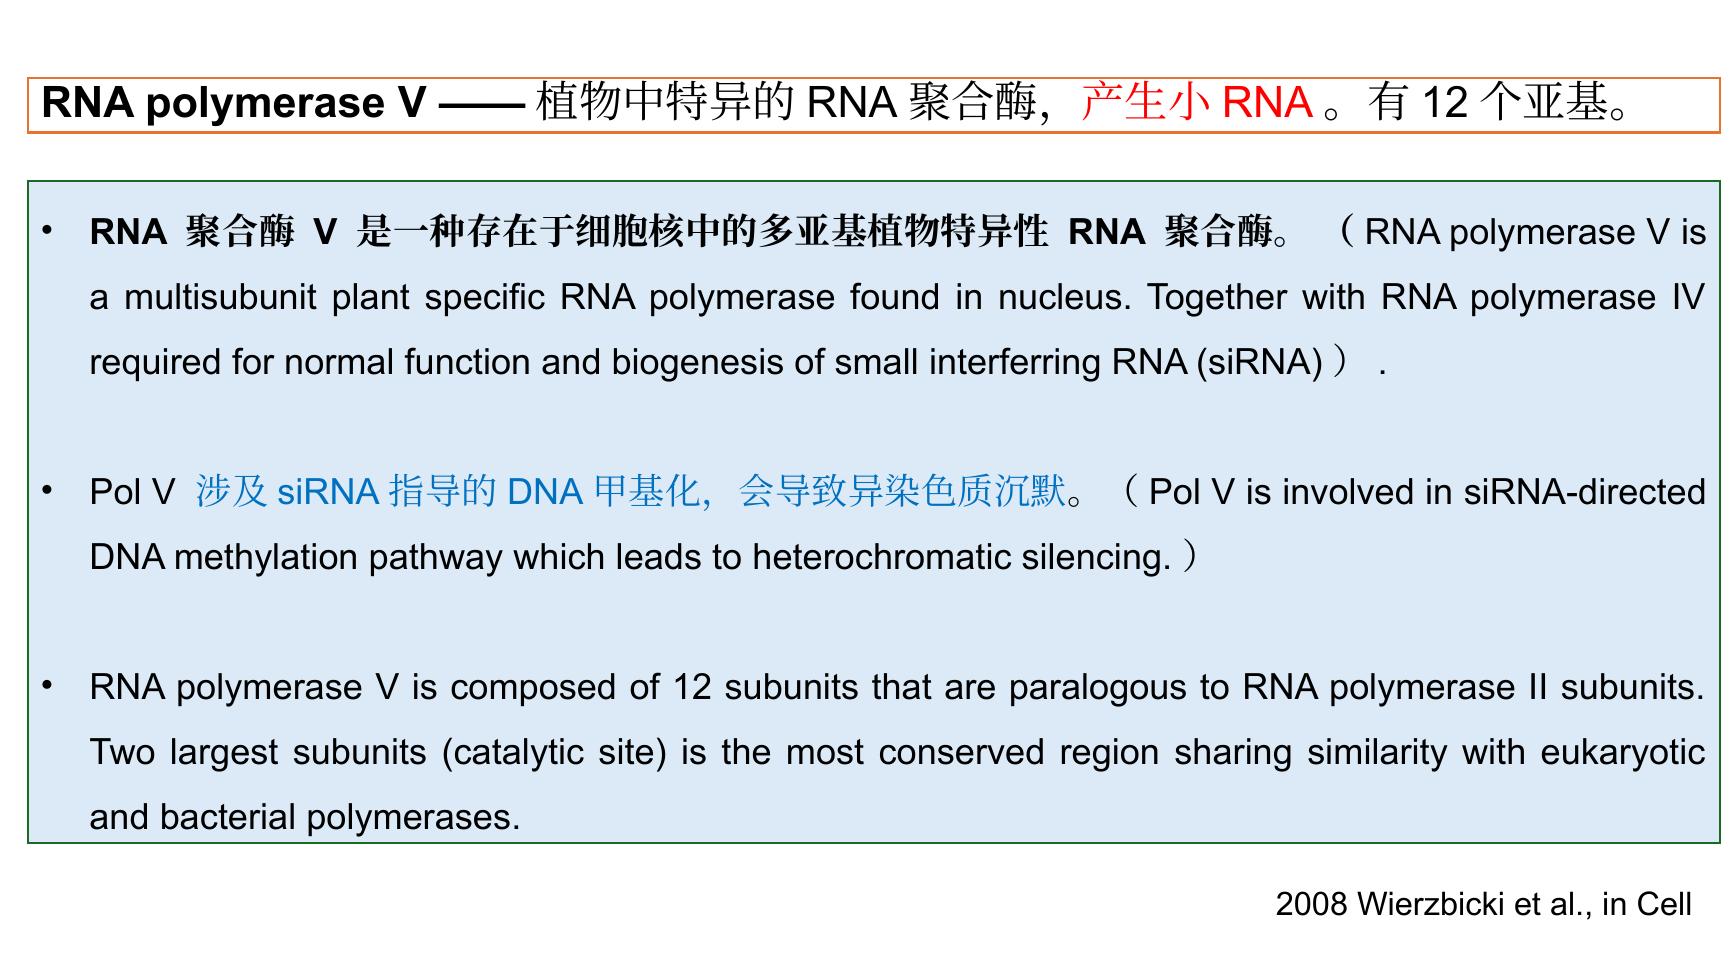 RNA polymerase V —— 植物中特异的 RNA 聚合酶，产生小 RNA 。有 12 个亚基。
• RNA 聚合酶 V 是一种存在于细胞核中的多亚基植物特异性 RNA 聚合酶。（ RNA polymerase V is
a multisubunit plant specific RNA polymerase found in nucleus. Together with RNA polymerase IV
required for normal function and biogenesis of small interferring RNA (siRNA) ） .
• Pol V 涉及 siRNA 指导的 DNA 甲基化，会导致异染色质沉默。（ Pol V is involved in siRNA-directed
DNA methylation pathway which leads to heterochromatic silencing. ）
• RNA polymerase V is composed of 12 subunits that are paralogous to RNA polymerase II subunits.
Two largest subunits (catalytic site) is the most conserved region sharing similarity with eukaryotic
and bacterial polymerases.
2008 Wierzbicki et al., in Cell